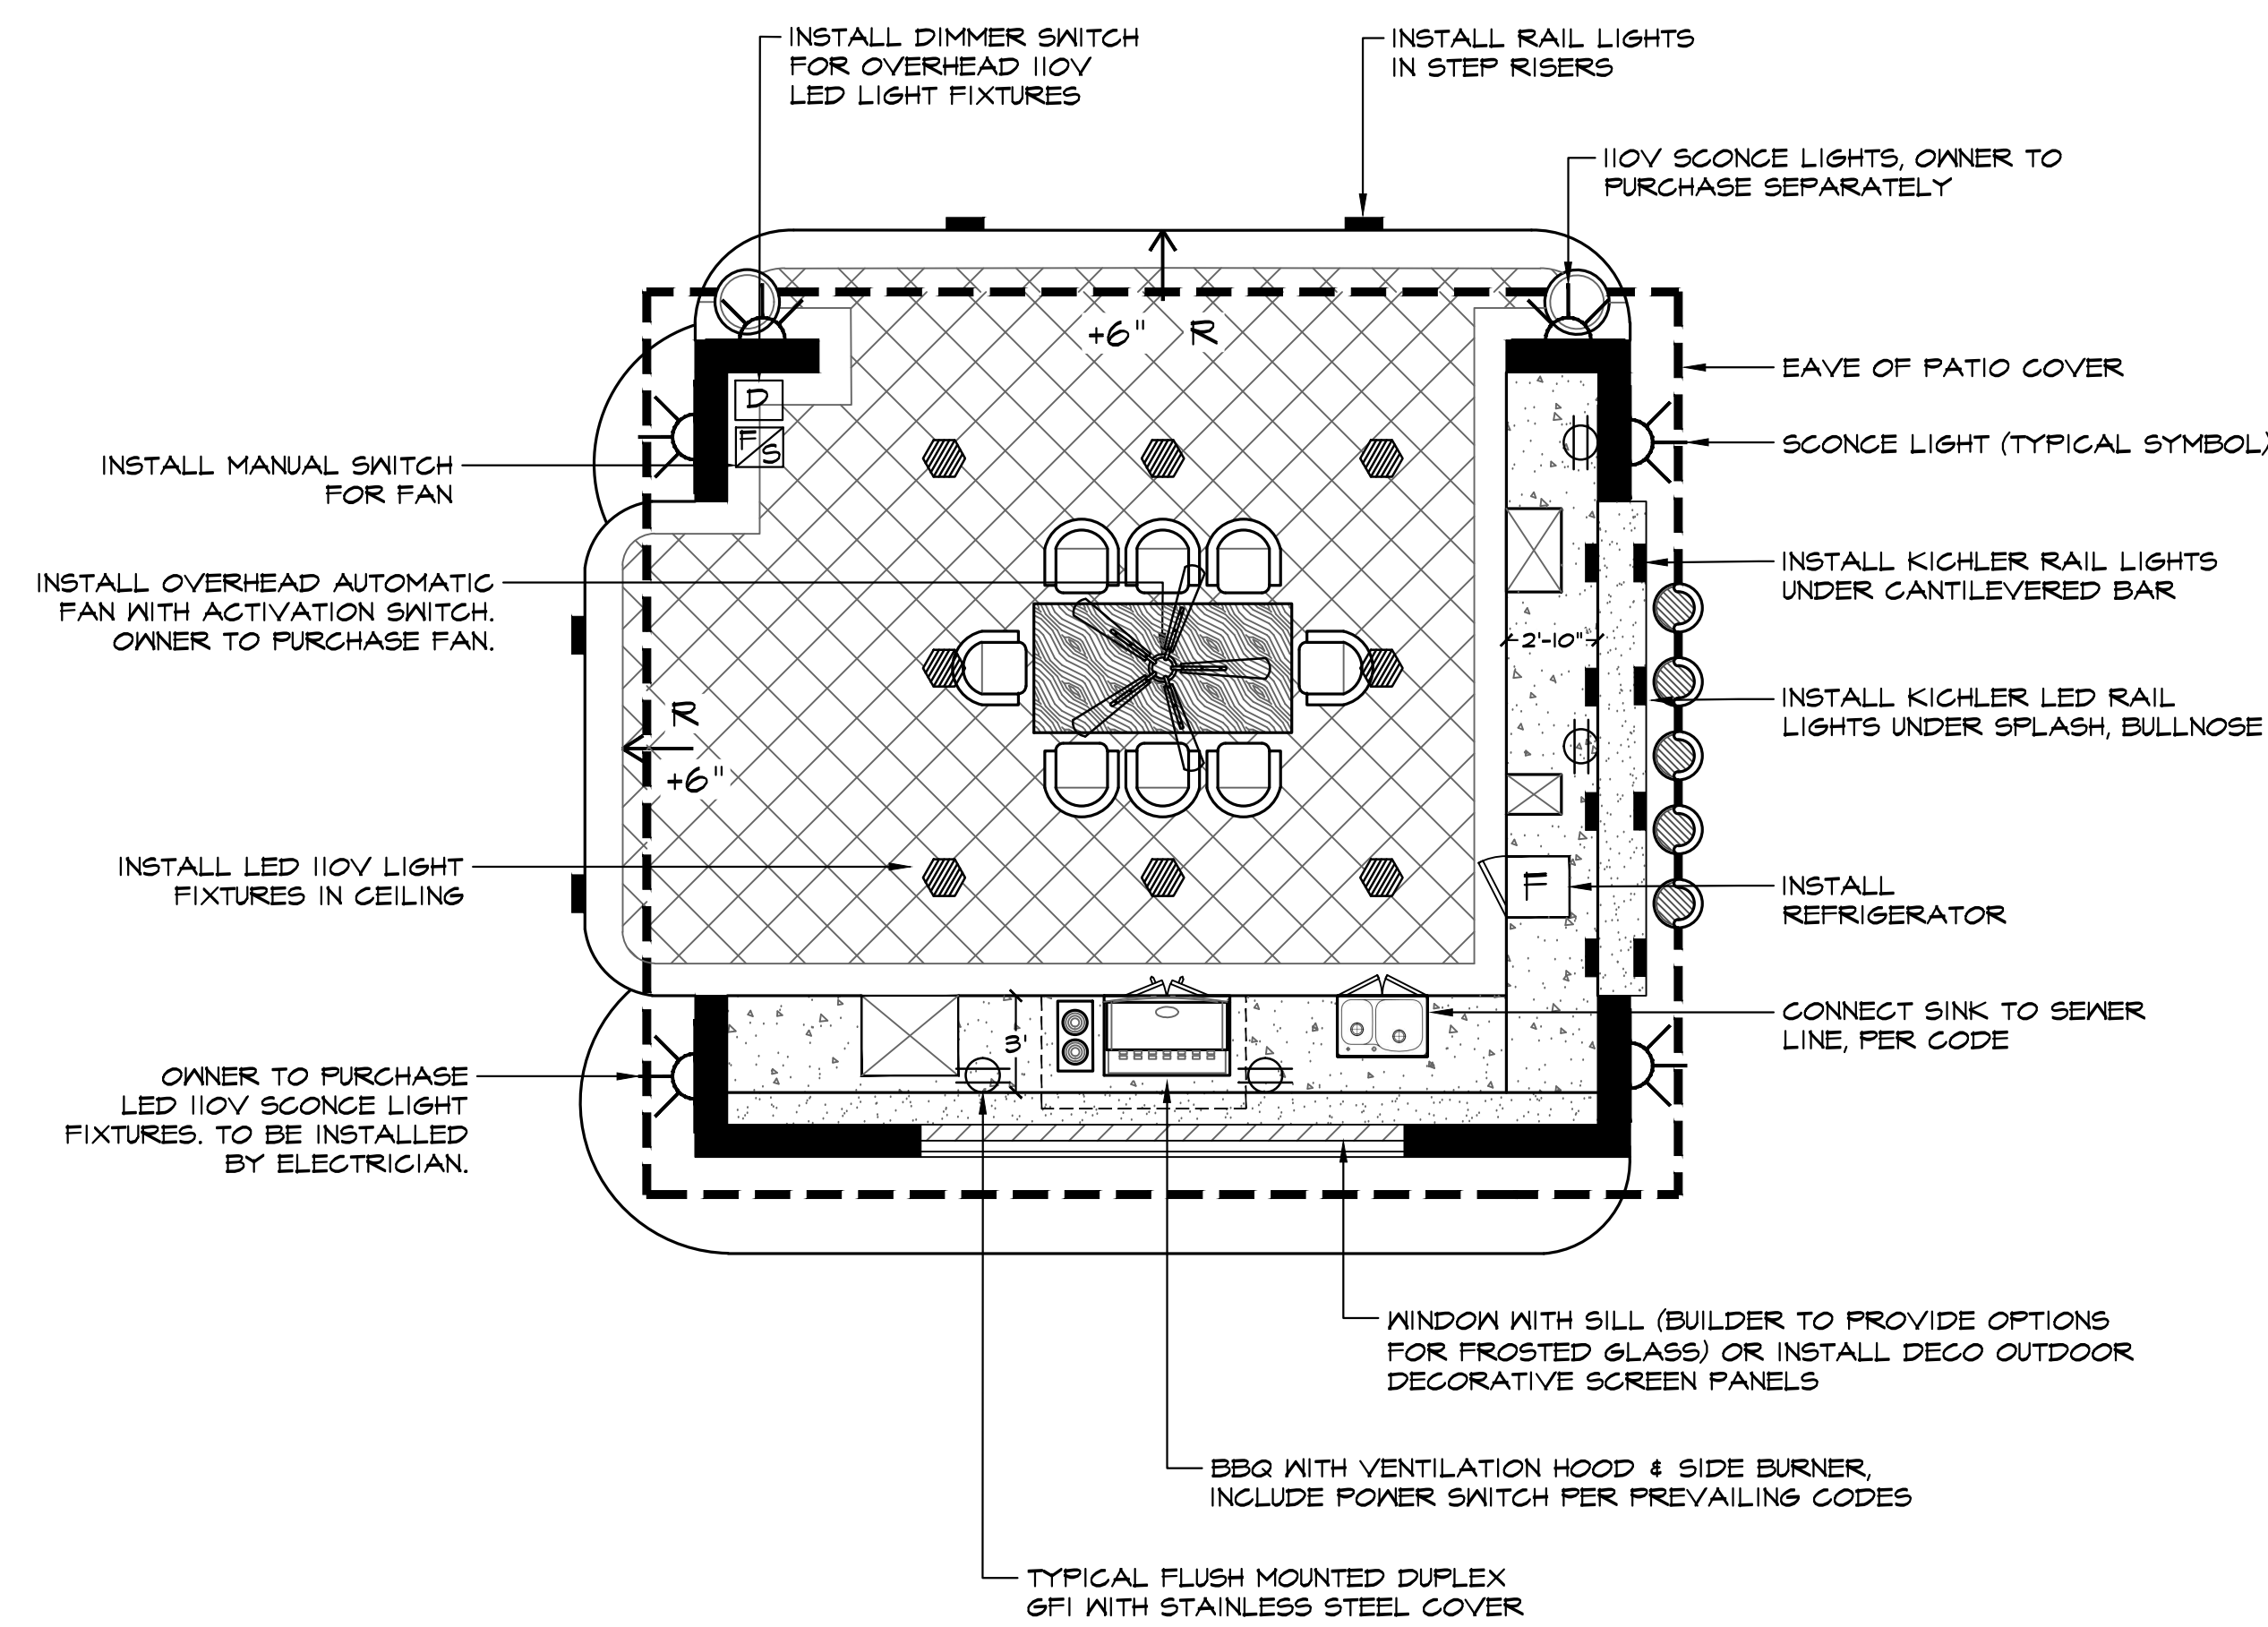 INSTALL DIMMER SWITCH
FOR OVERHEAD 110V
LED LIGHT FIXTURES
INSTALL RAIL LIGHTS
IN STEP RISERS
110V SCONCE LIGHTS, OWNER TO
PURCHASE SEPARATELY
+6" R
EAVE OF PATIO COVER
D
F/S
SCONCE LIGHT (TYPICAL SYMBOL)
INSTALL MANUAL SWITCH
FOR FAN
INSTALL OVERHEAD AUTOMATIC
FAN WITH ACTIVATION SWITCH.
OWNER TO PURCHASE FAN.
INSTALL KICHLER RAIL LIGHTS
UNDER CANTILEVERED BAR
2'-10"
INSTALL KICHLER LED RAIL
LIGHTS UNDER SPLASH, BULLNOSE
R
+6"
INSTALL LED 110V LIGHT
FIXTURES IN CEILING
F
INSTALL
REFRIGERATOR
3'
CONNECT SINK TO SEWER
LINE, PER CODE
OWNER TO PURCHASE
LED 110V SCONCE LIGHT
FIXTURES. TO BE INSTALLED
BY ELECTRICIAN.
WINDOW WITH SILL (BUILDER TO PROVIDE OPTIONS
FOR FROSTED GLASS) OR INSTALL DECO OUTDOOR
DECORATIVE SCREEN PANELS
BBQ WITH VENTILATION HOOD & SIDE BURNER,
INCLUDE POWER SWITCH PER PREVAILING CODES
TYPICAL FLUSH MOUNTED DUPLEX
GFI WITH STAINLESS STEEL COVER